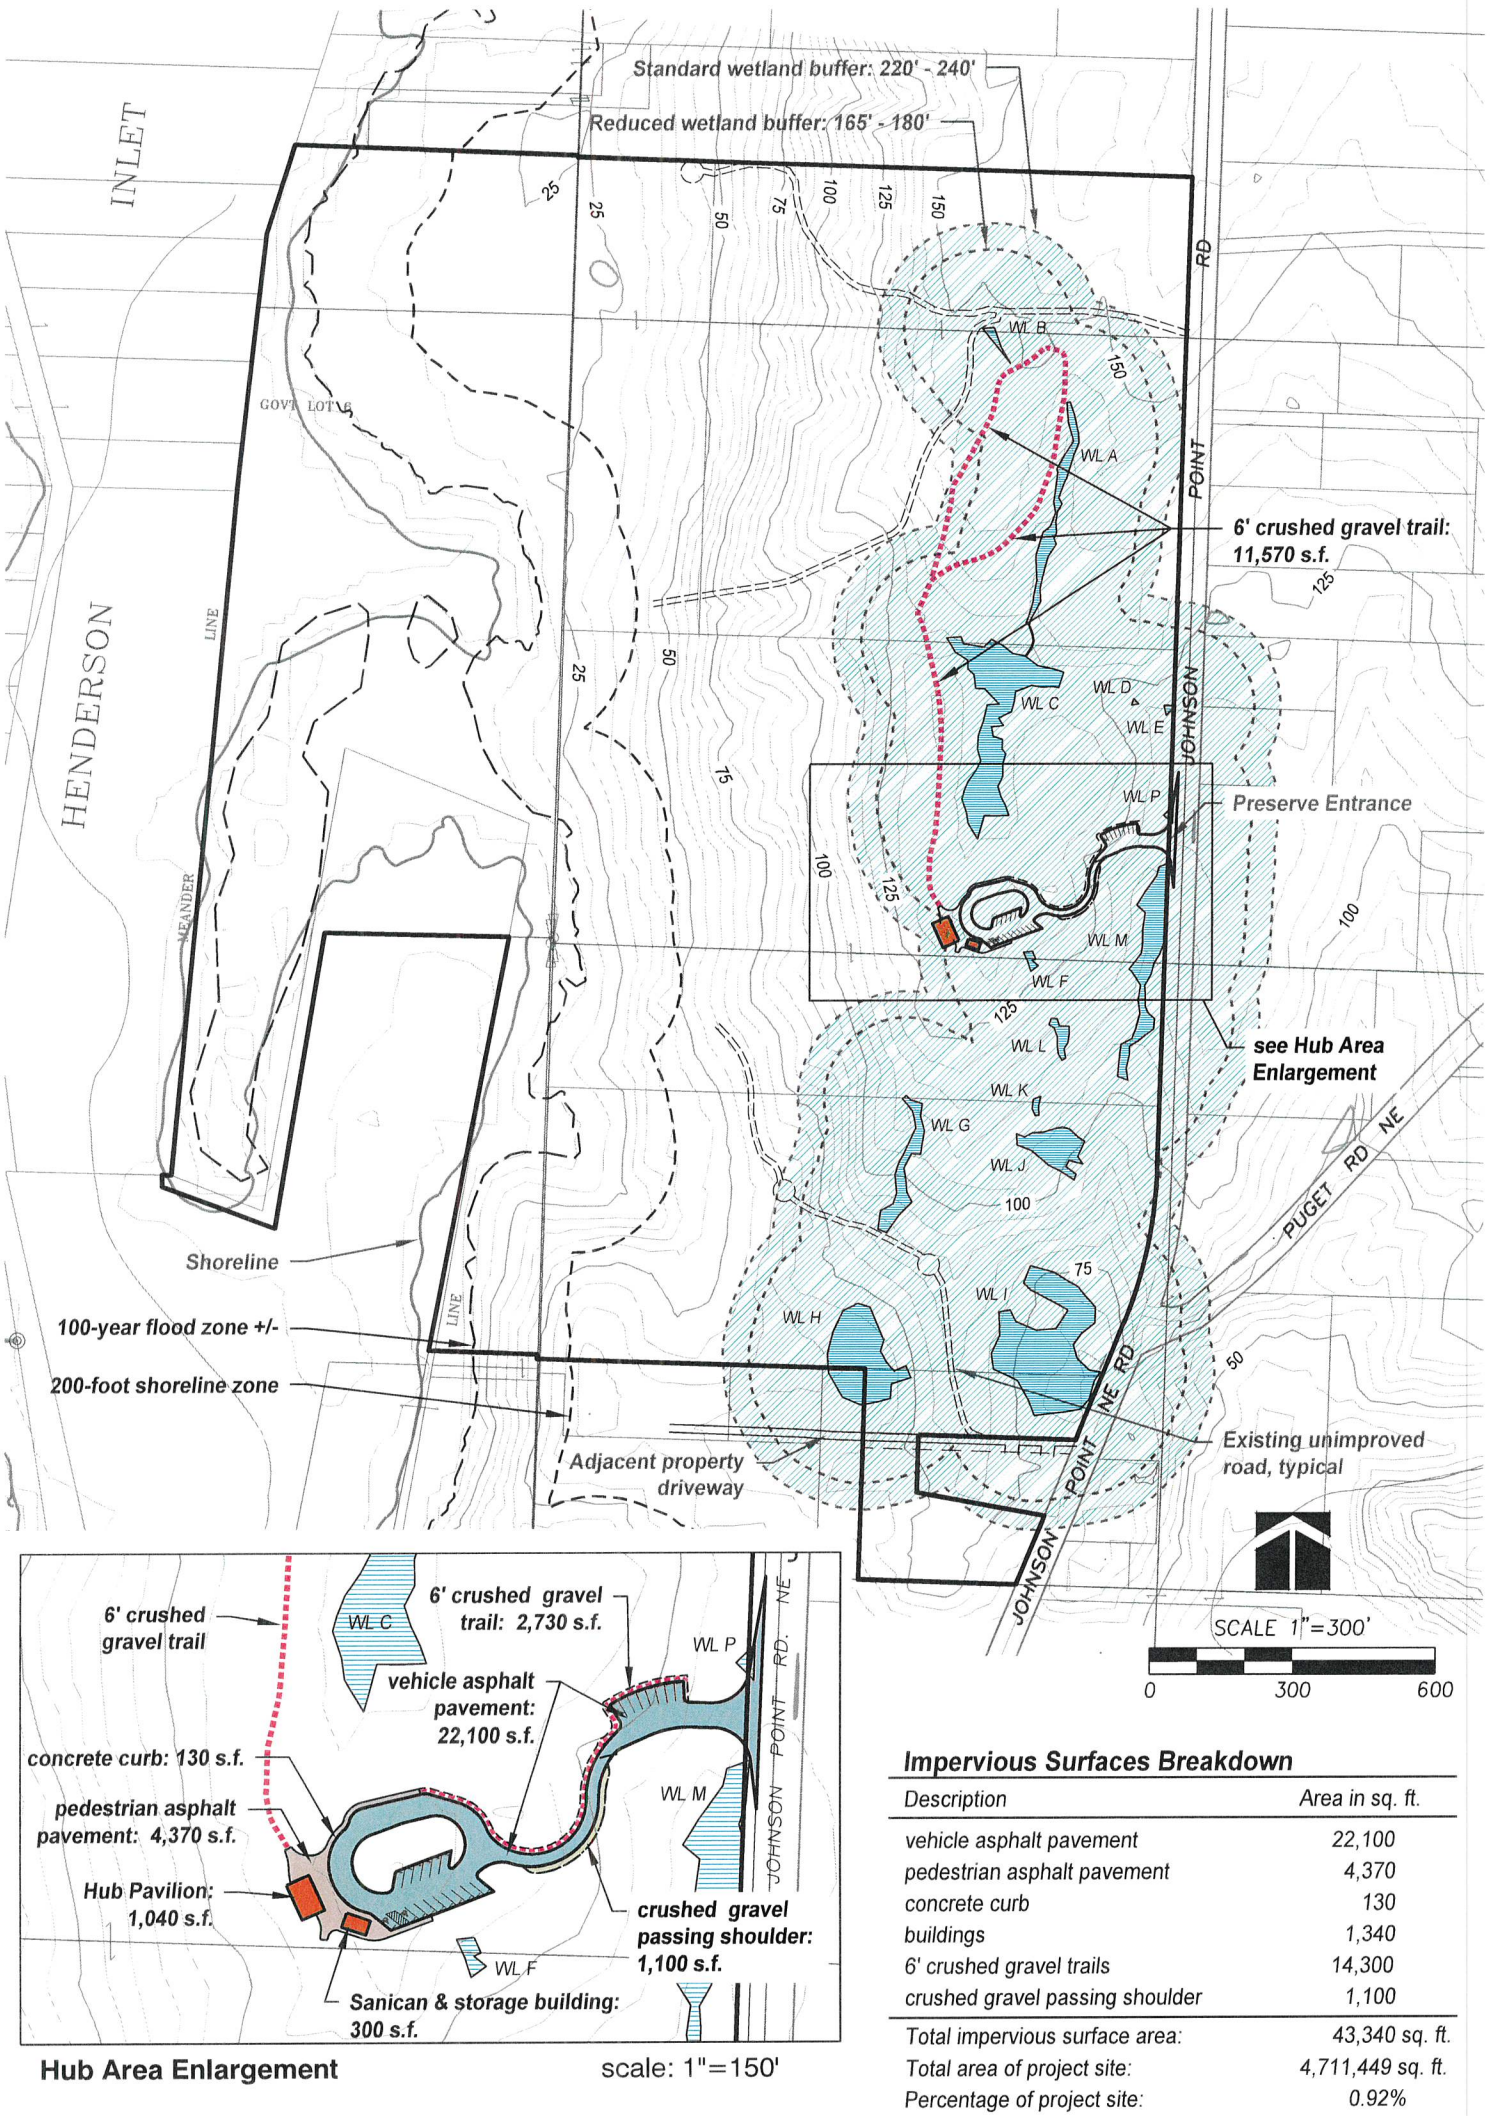 Standard wetland buffer: 220' - 240'
Reduced wetland buffer: 165' - 180'
INLET
HENDERSON
25
25
50
75
100
125
150
RD
WL B
150
GOVT LOT 6
WL A
POINT
6' crushed gravel trail:
11,570 s.f.
125
LINE
25
50
WL C
WL D
WL E
JOHNSON
75
WL P
Preserve Entrance
100
125
MEANDER
WL M
100
WL F
125
see Hub Area
Enlargement
WL L
WL K
WL G
WL J
100
PUGET RD NE
Shoreline
75
WL I
WL H
LINE
100-year flood zone +/-
200-foot shoreline zone
50
NE RD
POINT
JOHNSON
Adjacent property
driveway
Existing unimproved
road, typical
SCALE 1"=300'
0 300 600
6' crushed
gravel trail
WL C
6' crushed gravel
trail: 2,730 s.f.
WL P
JOHNSON POINT RD. NE
vehicle asphalt
pavement:
22,100 s.f.
concrete curb: 130 s.f.
pedestrian asphalt
pavement: 4,370 s.f.
WL M
Hub Pavilion:
1,040 s.f.
crushed gravel
passing shoulder:
1,100 s.f.
WL F
Sanican & storage building:
300 s.f.
Hub Area Enlargement
scale: 1"=150'
Impervious Surfaces Breakdown
Description Area in sq. ft.
vehicle asphalt pavement 22,100
pedestrian asphalt pavement 4,370
concrete curb 130
buildings 1,340
6' crushed gravel trails 14,300
crushed gravel passing shoulder 1,100
Total impervious surface area: 43,340 sq. ft.
Total area of project site: 4,711,449 sq. ft.
Percentage of project site: 0.92%